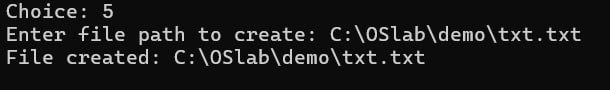 Choice: 5
Enter file path to create: C:\OSlab\demo\txt.txt
File created: C:\OSlab\demo\txt.txt